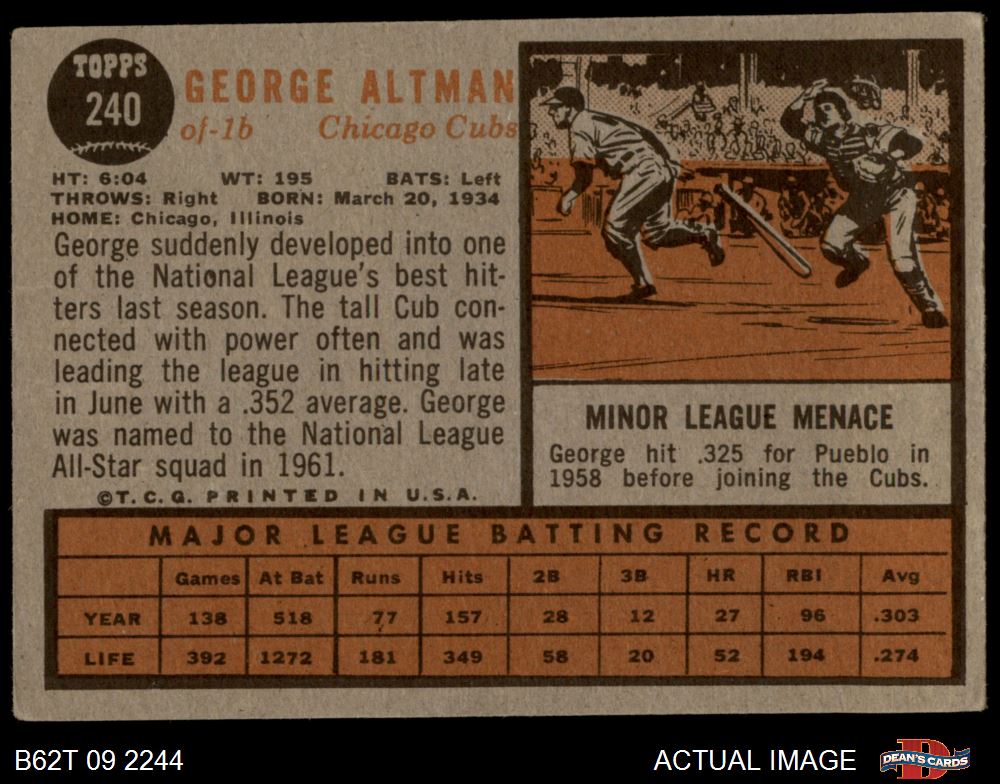 TOPPS
240
GEORGE ALTMAN
of-1b Chicago Cubs
HT: 6:04 WT: 195 BATS: Left
THROWS: Right BORN: March 20, 1934
HOME: Chicago, Illinois
George suddenly developed into one
of the National League's best hit-
ters last season. The tall Cub con-
nected with power often and was
leading the league in hitting late
in June with a .352 average. George
was named to the National League
All-Star squad in 1961.
©T.C.G. PRINTED IN U.S.A.
MINOR LEAGUE MENACE
George hit .325 for Pueblo in
1958 before joining the Cubs.
MAJOR LEAGUE BATTING RECORD
Games At Bat Runs Hits 2B 3B HR RBI Avg
YEAR 138 518 77 157 28 12 27 96 .303
LIFE 392 1272 181 349 58 20 52 194 .274
B62T 09 2244 ACTUAL IMAGE DEAN'S CARDS